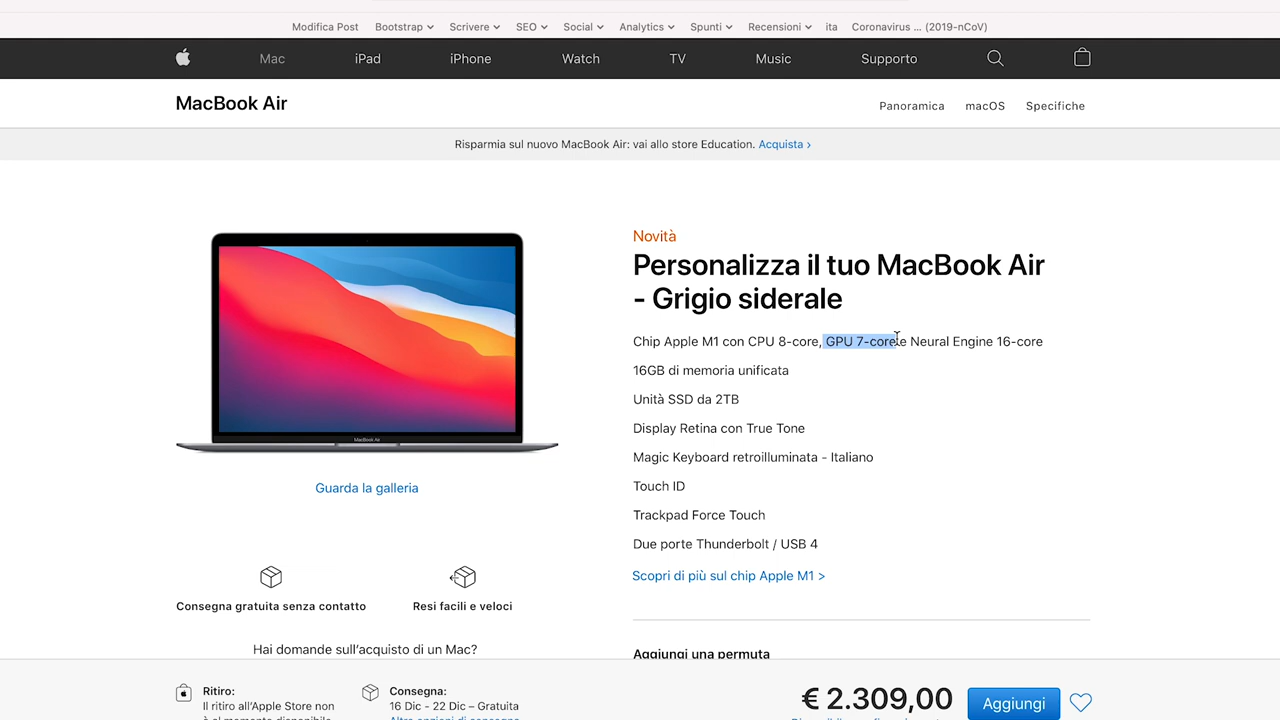 Modifica Post Bootstrap Scrivere SEO Social Analytics Spunti Recensioni ita Coronavirus ... (2019-nCoV)
Mac iPad iPhone Watch TV Music Supporto
MacBook Air Panoramica macOS Specifiche
Risparmia sul nuovo MacBook Air: vai allo store Education. Acquista ›
Novità
Personalizza il tuo MacBook Air
- Grigio siderale
Chip Apple M1 con CPU 8-core, GPU 7-core e Neural Engine 16-core
16GB di memoria unificata
Unità SSD da 2TB
Display Retina con True Tone
Magic Keyboard retroilluminata - Italiano
Touch ID
Trackpad Force Touch
Due porte Thunderbolt / USB 4
Scopri di più sul chip Apple M1 >
MacBook Air
Guarda la galleria
Consegna gratuita senza contatto
Resi facili e veloci
Hai domande sull'acquisto di un Mac?
Aggiungi una permuta
Ritiro:
Il ritiro all'Apple Store non
Consegna:
16 Dic - 22 Dic – Gratuita
Altre opzioni di consegna
€ 2.309,00
Aggiungi